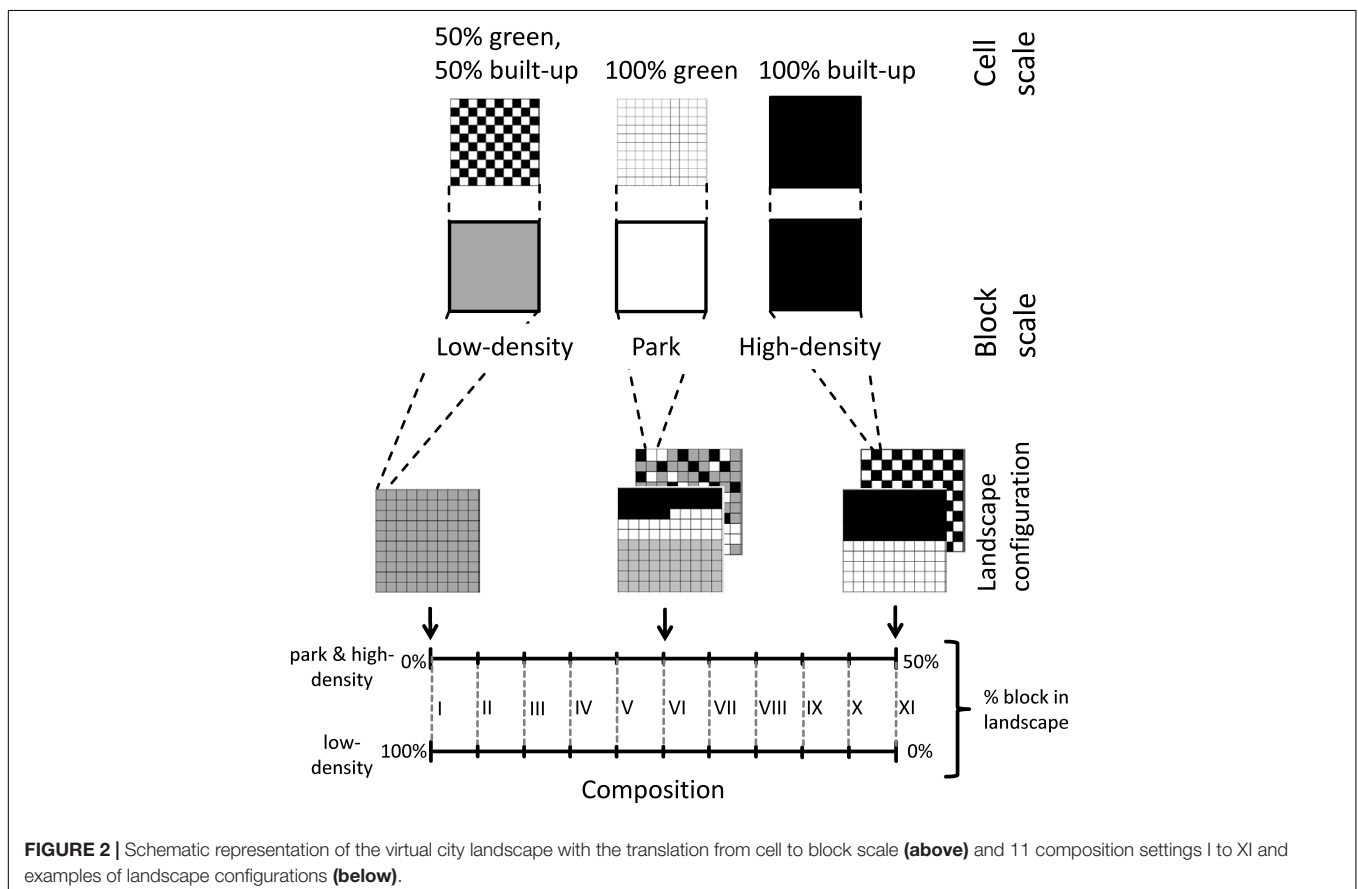 50% green,
50% built-up
100% green
100% built-up
Cell
scale
Block
scale
Low-density
Park
High-density
Landscape
configuration
park & high-
density
0%
50%
I
II
III
IV
V
VI
VII
VIII
IX
X
XI
% block in
landscape
low-
density
100%
0%
Composition
FIGURE 2 | Schematic representation of the virtual city landscape with the translation from cell to block scale (above) and 11 composition settings I to XI and
examples of landscape configurations (below).